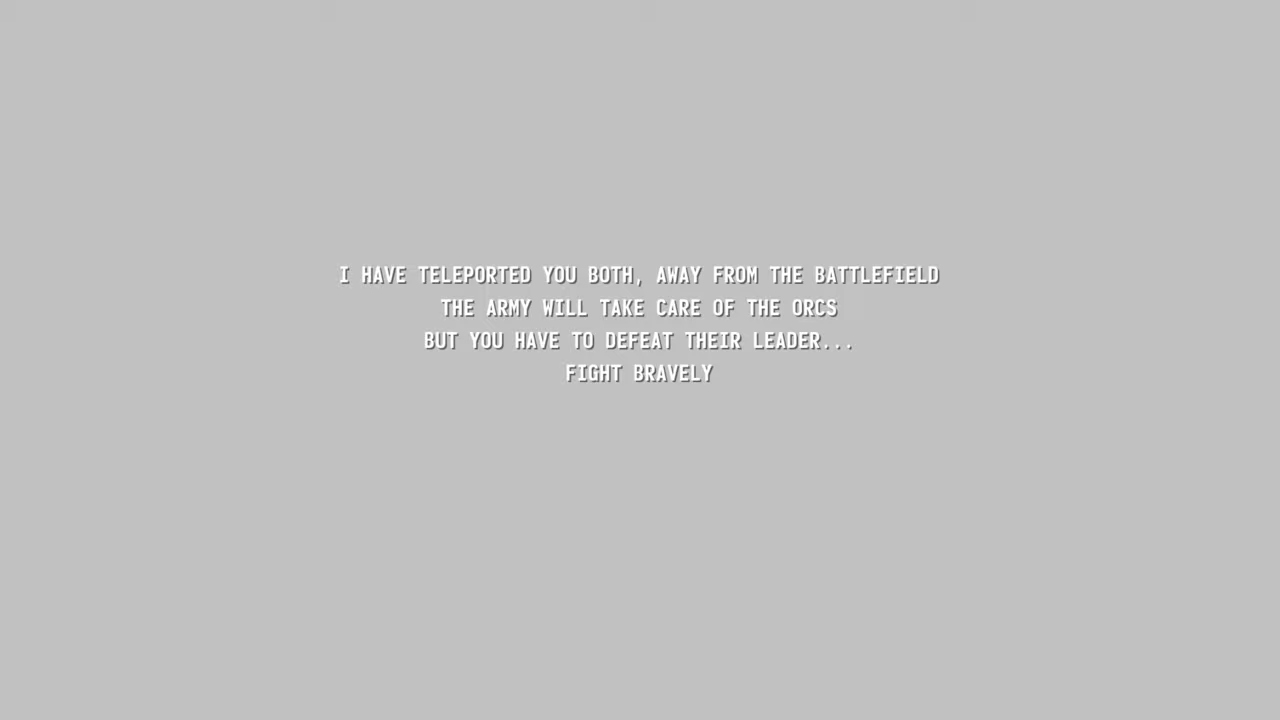 I HAVE TELEPORTED YOU BOTH, AWAY FROM THE BATTLEFIELD
THE ARMY WILL TAKE CARE OF THE ORCS
BUT YOU HAVE TO DEFEAT THEIR LEADER...
FIGHT BRAVELY